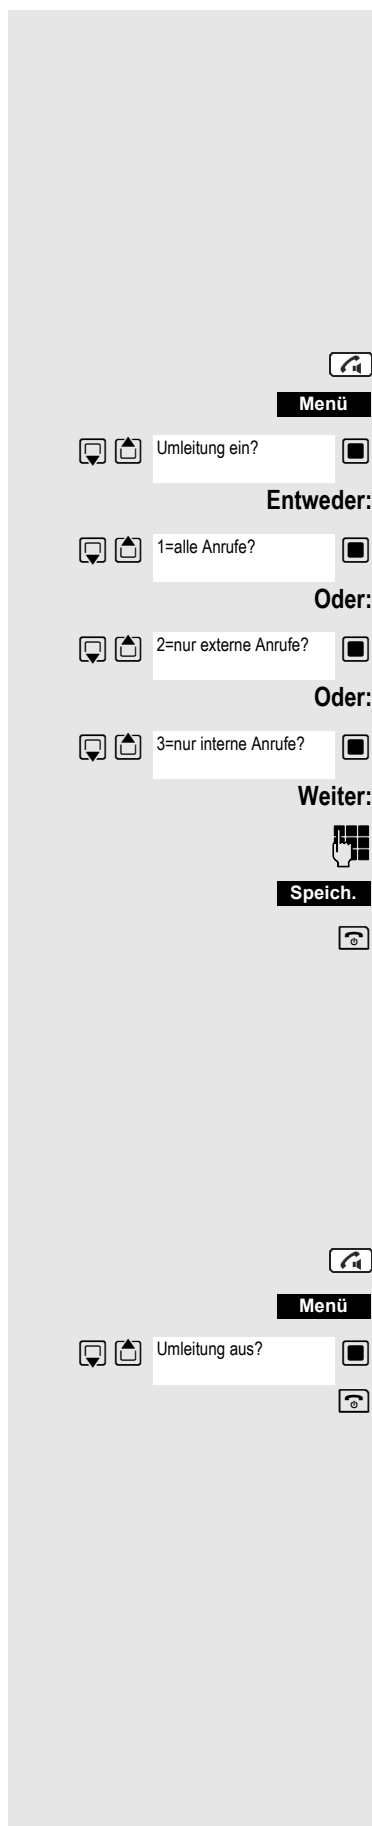 Menü
Umleitung ein?
Entweder:
1=alle Anrufe?
Oder:
2=nur externe Anrufe?
Oder:
3=nur interne Anrufe?
Weiter:
Speich.
Menü
Umleitung aus?